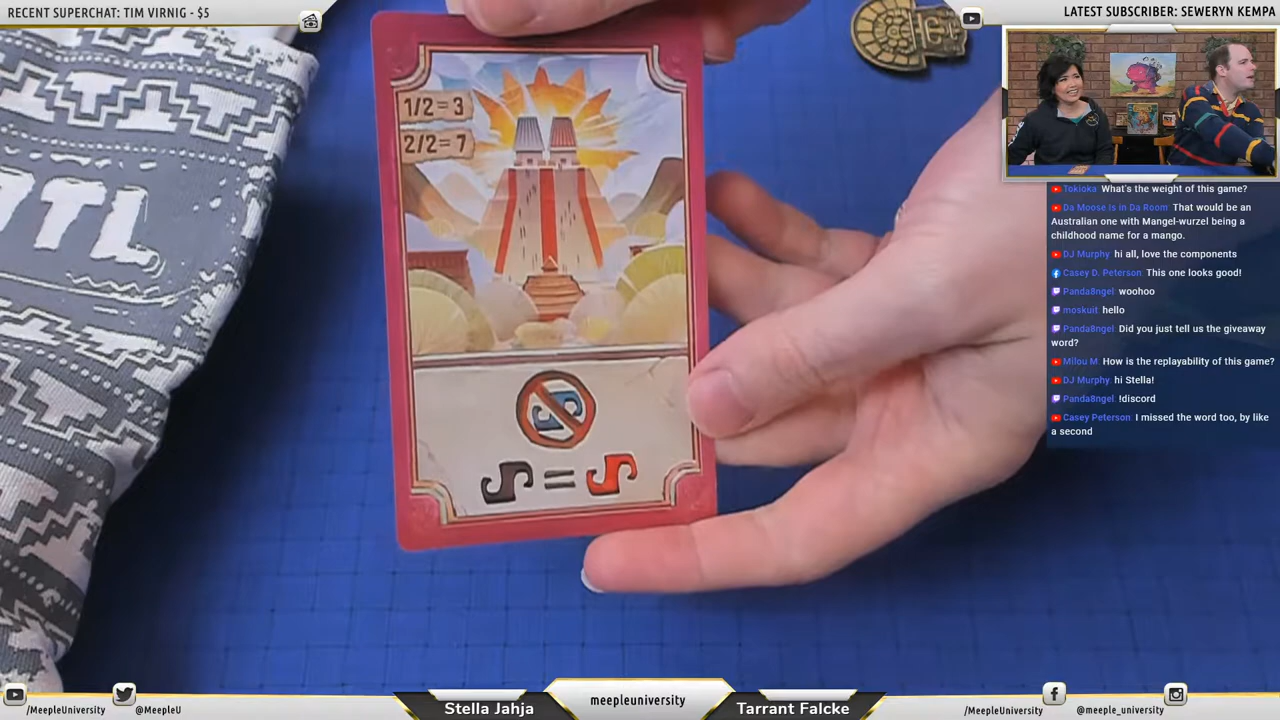 RECENT SUPERCHAT: TIM VIRNIG - $5
LATEST SUBSCRIBER: SEWERYN KEMPA
1/2=3
2/2=7
TL
Tokioka What's the weight of this game?
Da Moose Is In Da Room That would be an
Australian one with Mangel-wurzel being a
childhood name for a mango.
DJ Murphy hi all, love the components
Casey D. Peterson This one looks good!
Panda8ngel woohoo
moskuit hello
Panda8ngel Did you just tell us the giveaway
word?
Milou M How is the replayability of this game?
DJ Murphy hi Stella!
Panda8ngel !discord
Casey Peterson I missed the word too, by like
a second
=
/MeepleUniversity
@MeepleU
Stella Jahja
meepleuniversity
Tarrant Falcke
/MeepleUniversity
@meeple_university